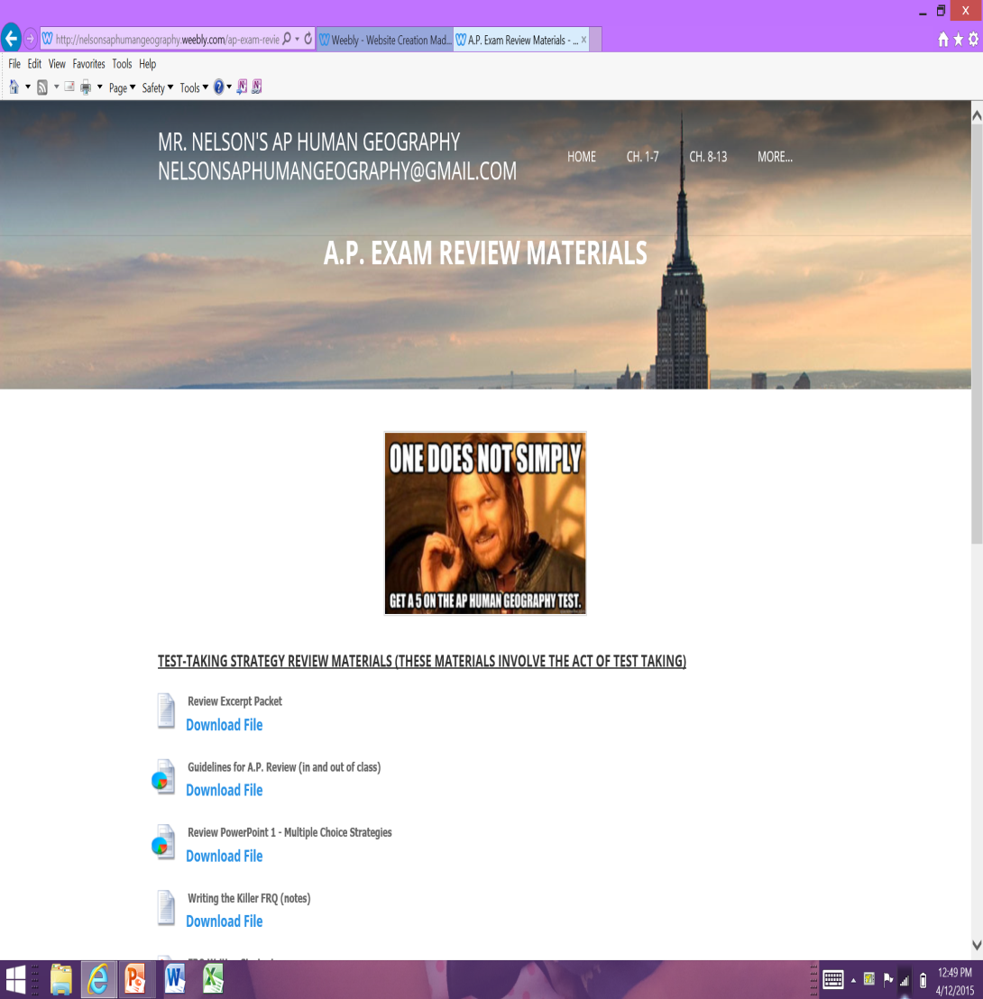 X
http://nelsonsaphumangeography.weebly.com/ap-exam-revie
Weebly - Website Creation Mad...
A.P. Exam Review Materials - ...
File Edit View Favorites Tools Help
Page Safety Tools
MR. NELSON'S AP HUMAN GEOGRAPHY
NELSONSAPHUMANGEOGRAPHY@GMAIL.COM
HOME CH. 1-7 CH. 8-13 MORE...
A.P. EXAM REVIEW MATERIALS
ONE DOES NOT SIMPLY
GET A 5 ON THE AP HUMAN GEOGRAPHY TEST.
TEST-TAKING STRATEGY REVIEW MATERIALS (THESE MATERIALS INVOLVE THE ACT OF TEST TAKING)
Review Excerpt Packet
Download File
Guidelines for A.P. Review (in and out of class)
Download File
Review PowerPoint 1 - Multiple Choice Strategies
Download File
Writing the Killer FRQ (notes)
Download File
12:49 PM
4/12/2015